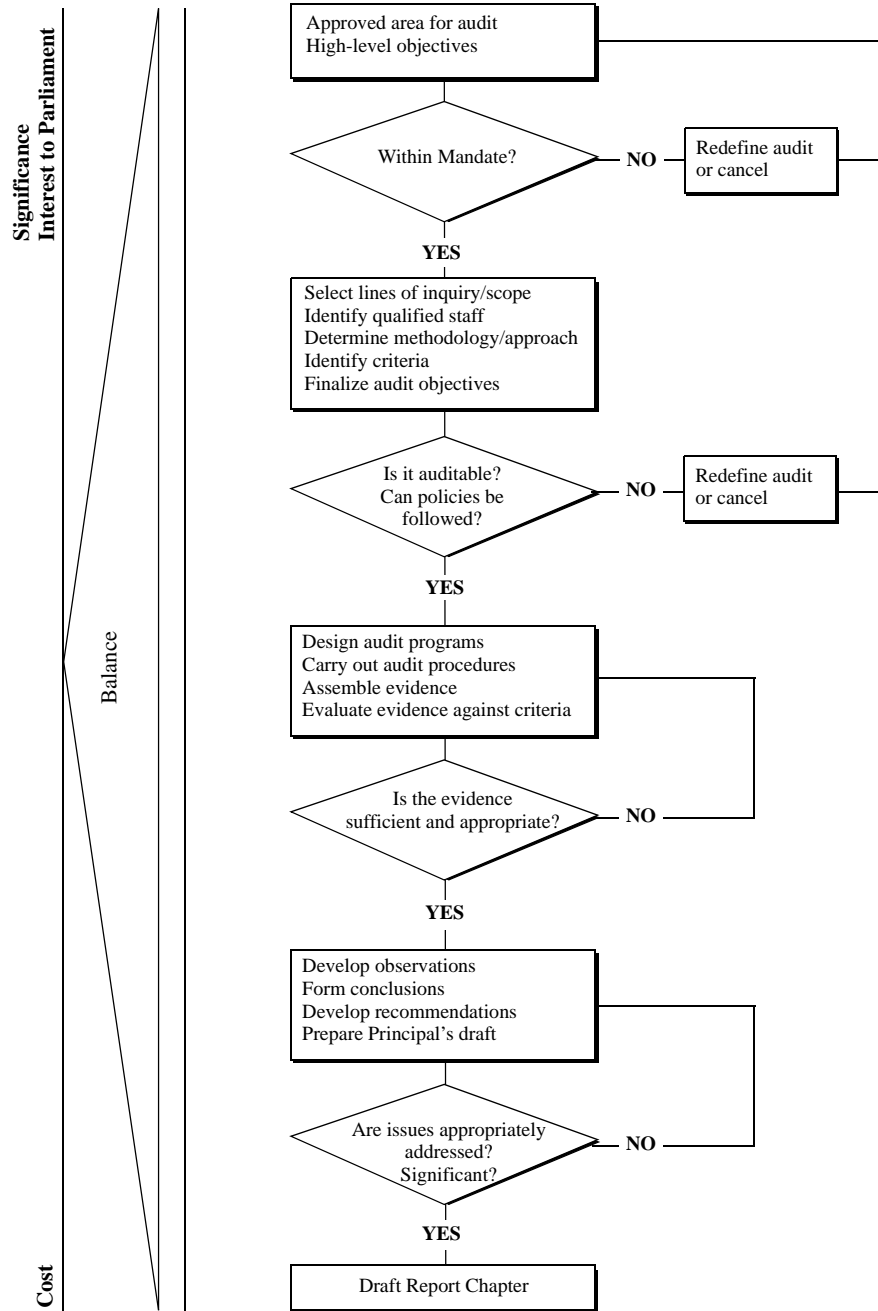 Significance
Interest to Parliament
Balance
Cost
Approved area for audit
High-level objectives
Within Mandate?
NO
Redefine audit
or cancel
YES
Select lines of inquiry/scope
Identify qualified staff
Determine methodology/approach
Identify criteria
Finalize audit objectives
Is it auditable?
Can policies be
followed?
NO
Redefine audit
or cancel
YES
Design audit programs
Carry out audit procedures
Assemble evidence
Evaluate evidence against criteria
Is the evidence
sufficient and appropriate?
NO
YES
Develop observations
Form conclusions
Develop recommendations
Prepare Principal’s draft
Are issues appropriately
addressed?
Significant?
NO
YES
Draft Report Chapter